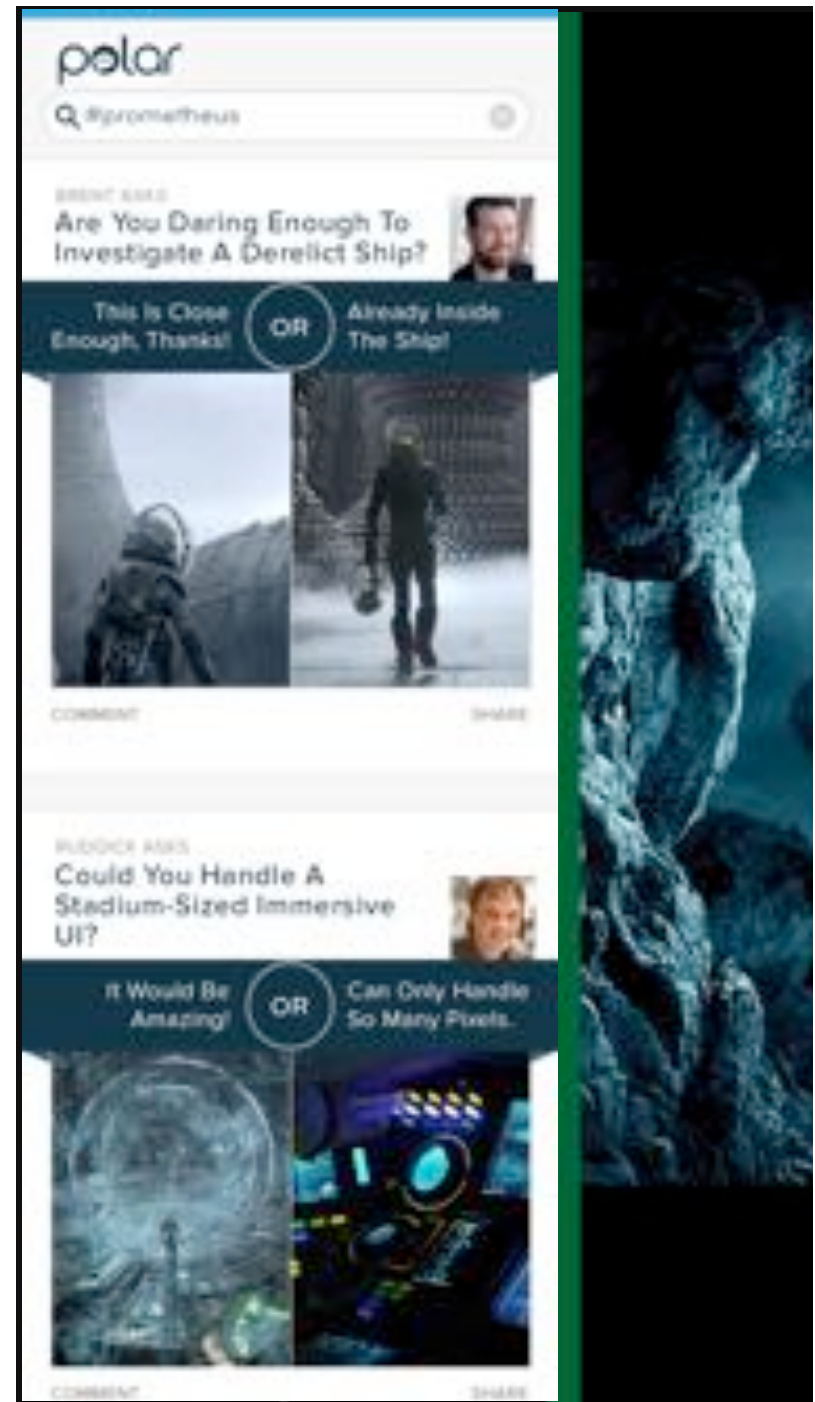 polar
#prometheus
BRENT ASKS
Are You Daring Enough To
Investigate A Derelict Ship?
This Is Close
Enough, Thanks!
OR
Already Inside
The Ship!
COMMENT
SHARE
RUDDICK ASKS
Could You Handle A
Stadium-Sized Immersive
UI?
It Would Be
Amazing!
OR
Can Only Handle
So Many Pixels.
COMMENT
SHARE